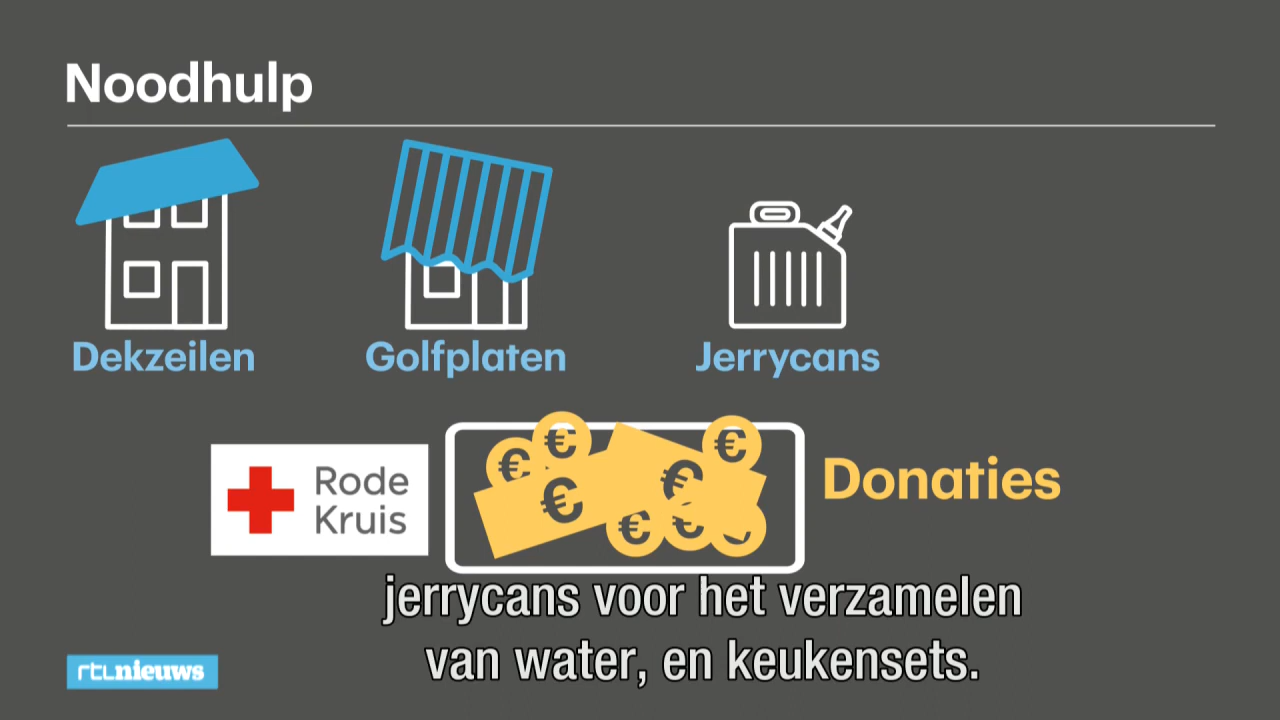 Noodhulp
Dekzeilen
Golfplaten
Jerrycans
Rode
Kruis
€ € € € € € €
Donaties
jerrycans voor het verzamelen
van water, en keukensets.
rtlnieuws